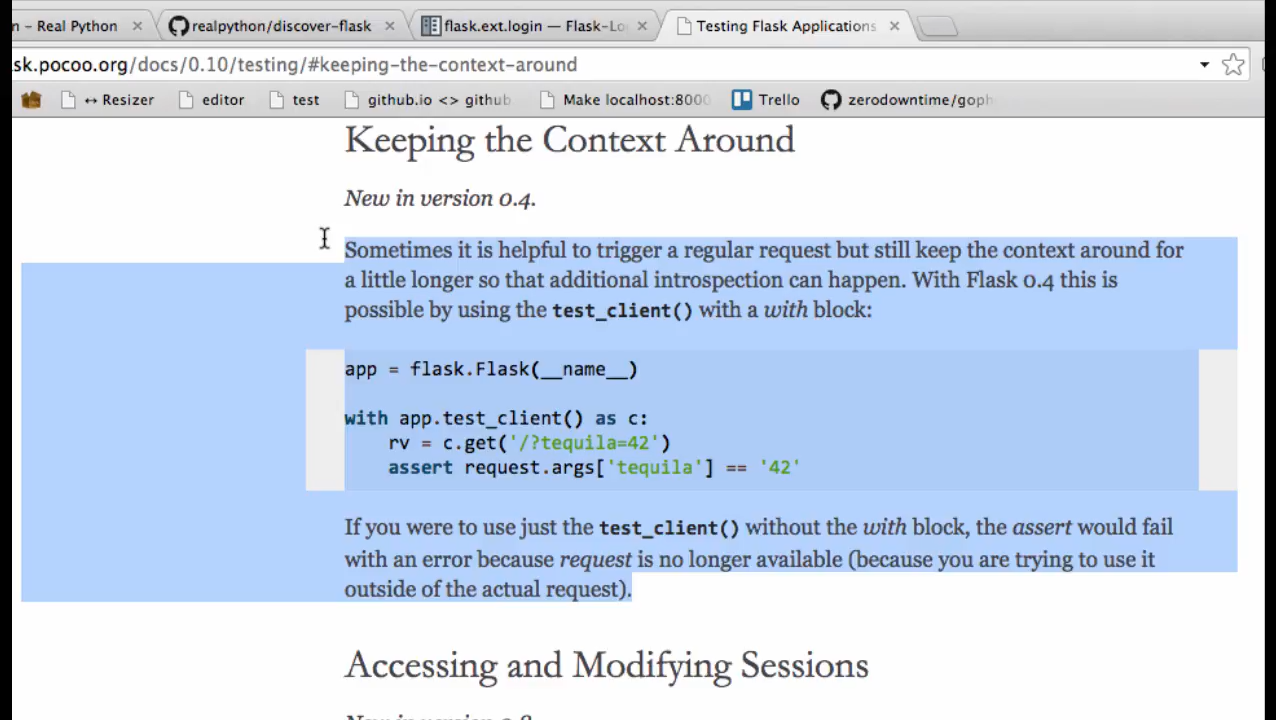 n – Real Python
realpython/discover-flask
flask.ext.login — Flask-Lo
Testing Flask Applications
sk.pocoo.org/docs/0.10/testing/#keeping-the-context-around
↔ Resizer
editor
test
github.io <> github
Make localhost:8000
Trello
zerodowntime/goph
Keeping the Context Around
New in version 0.4.
Sometimes it is helpful to trigger a regular request but still keep the context around for
a little longer so that additional introspection can happen. With Flask 0.4 this is
possible by using the test_client() with a with block:
app = flask.Flask(__name__)
with app.test_client() as c:
    rv = c.get('/?tequila=42')
    assert request.args['tequila'] == '42'
If you were to use just the test_client() without the with block, the assert would fail
with an error because request is no longer available (because you are trying to use it
outside of the actual request).
Accessing and Modifying Sessions
New in version 0.8.